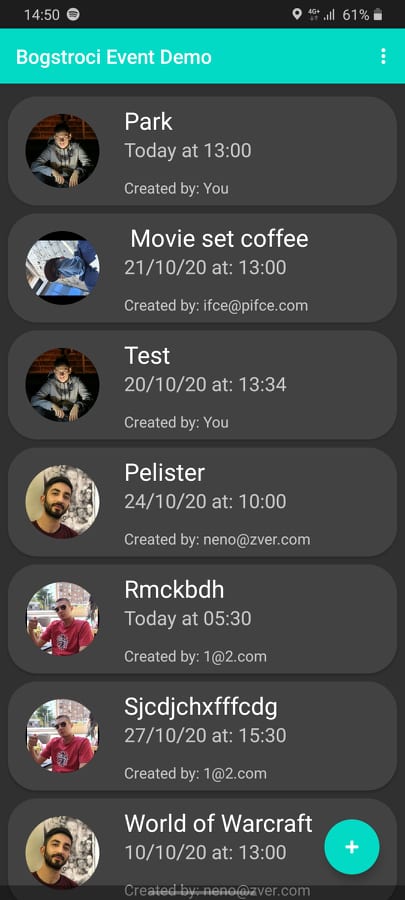 14:50
4G+
61%
Bogstroci Event Demo
Park
Today at 13:00
Created by: You
Movie set coffee
21/10/20 at: 13:00
Created by: ifce@pifce.com
Test
20/10/20 at: 13:34
Created by: You
Pelister
24/10/20 at: 10:00
Created by: neno@zver.com
Rmckbdh
Today at 05:30
Created by: 1@2.com
Sjcdjchxfffcdg
27/10/20 at: 15:30
Created by: 1@2.com
World of Warcraft
10/10/20 at: 13:00
Created by: neno@zver.com